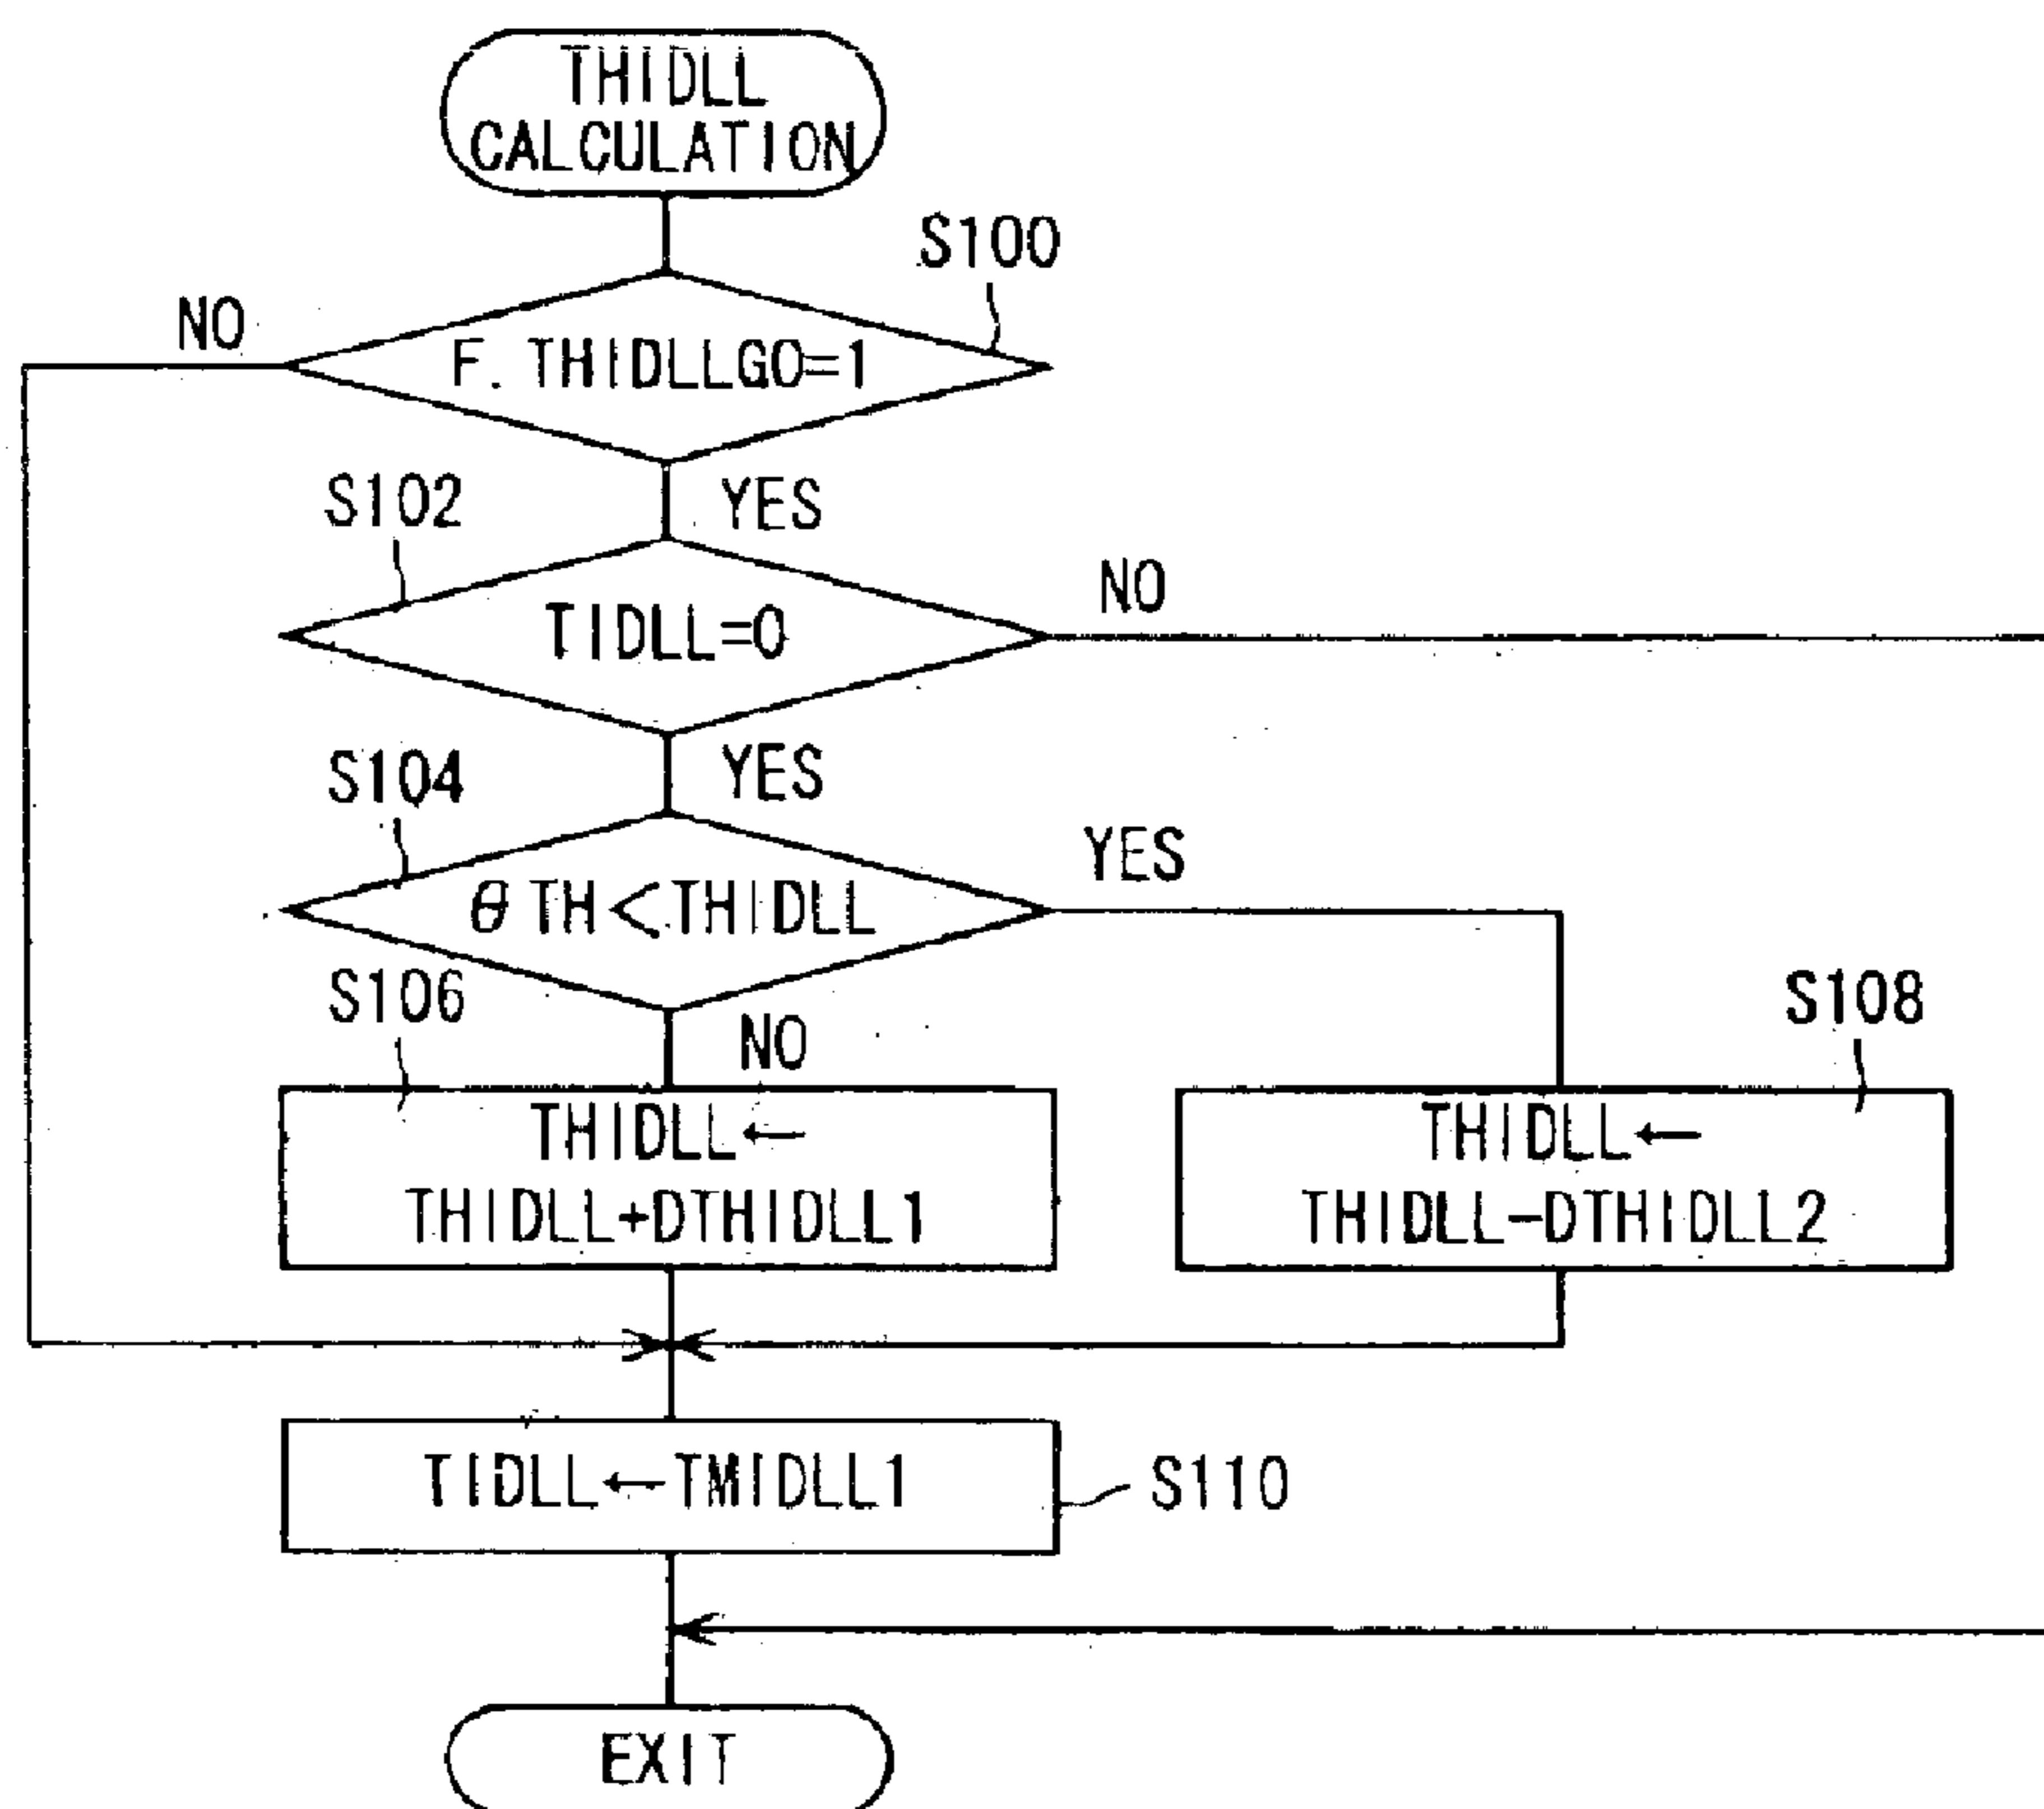 THIDLL
CALCULATION
S100
NO
F. THIDLLGO=1
S102
YES
NO
TIDLL=0
S104
YES
YES
θTH<THIDLL
S106
NO
S108
THIDLL←
THIDLL+DTHIDLL1
THIDLL←
THIDLL-DTHIDLL2
TIDLL←TMIDLL1
S110
EXIT